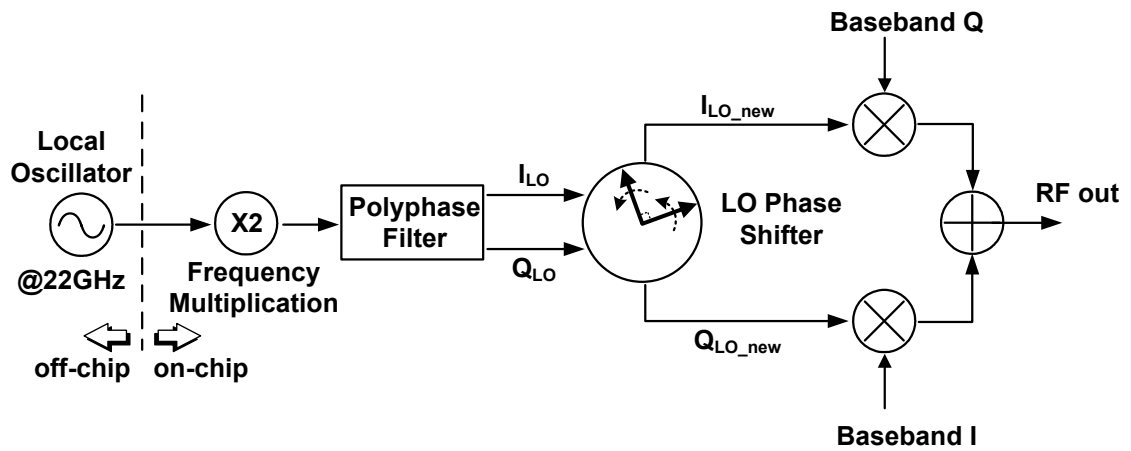 Baseband Q
Local
Oscillator
@22GHz
off-chip
on-chip
X2
Frequency
Multiplication
Polyphase
Filter
I_LO
Q_LO
I_LO_new
LO Phase
Shifter
Q_LO_new
RF out
Baseband I